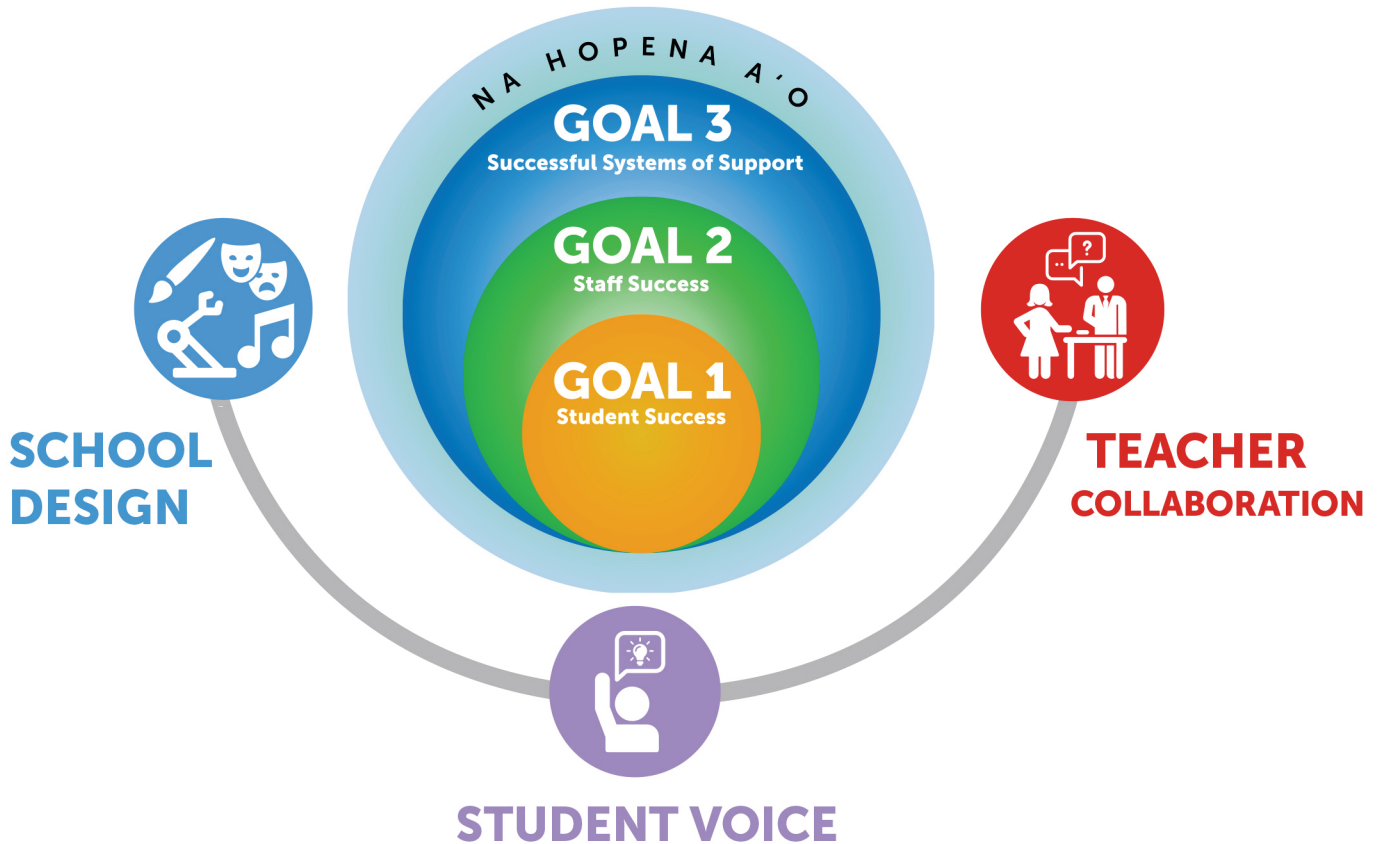 NA HOPENA A'O
GOAL 3
Successful Systems of Support
GOAL 2
Staff Success
GOAL 1
Student Success
SCHOOL
DESIGN
?
TEACHER
COLLABORATION
STUDENT VOICE